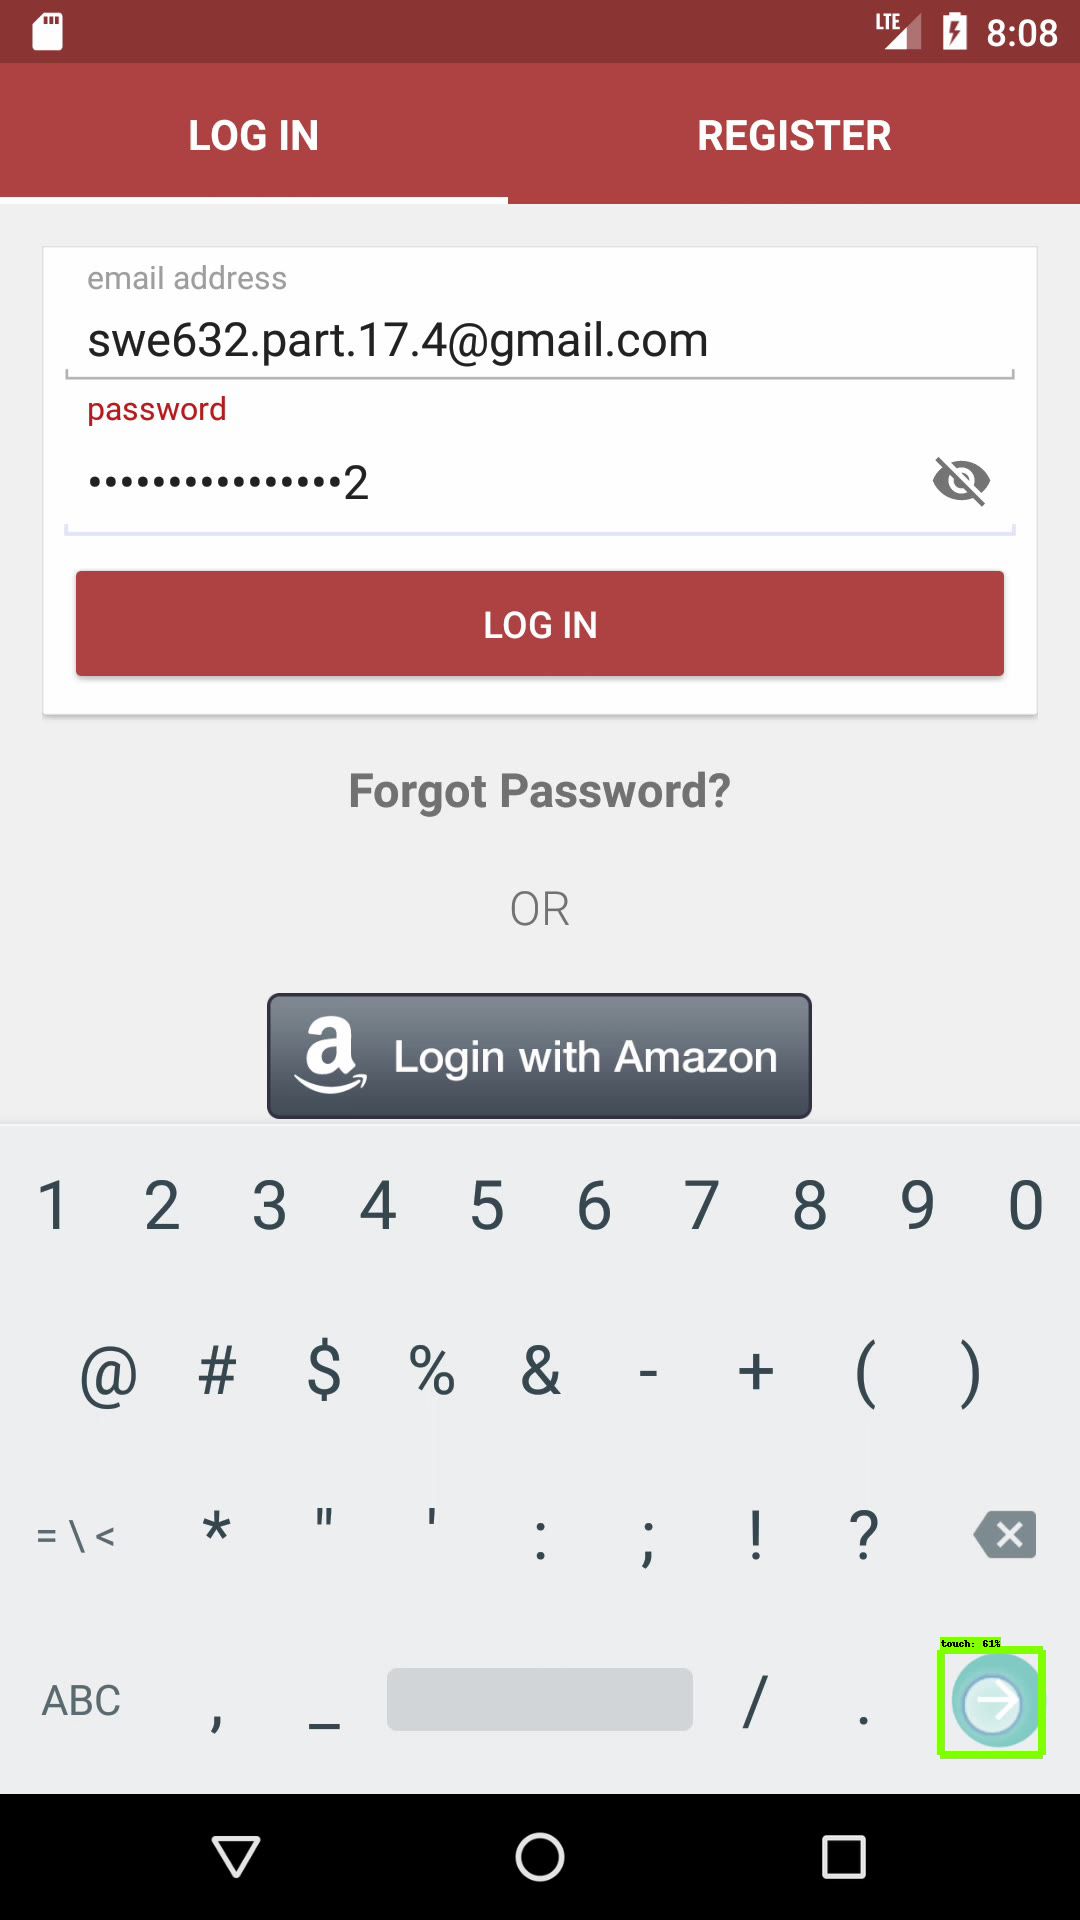 LTE 8:08
LOG IN REGISTER
email address
swe632.part.17.4@gmail.com
password
••••••••••••••••2
LOG IN
Forgot Password?
OR
a Login with Amazon
1 2 3 4 5 6 7 8 9 0
@ # $ % & - + ( )
= \ < * " ' : ; ! ?
touch: 61%
ABC , _ / .